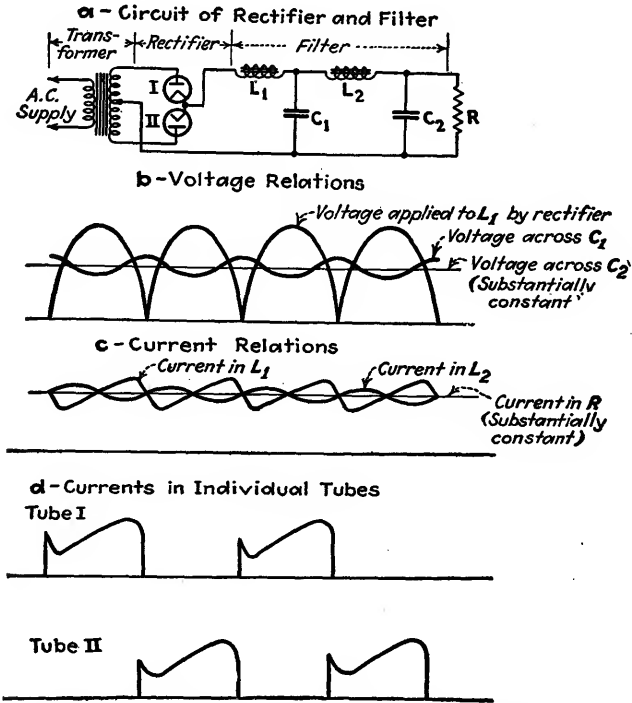 a-Circuit of Rectifier and Filter
Trans-
former
Rectifier
Filter
A.C.
Supply
I
II
L1
L2
C1
C2
R
b-Voltage Relations
Voltage applied to L1 by rectifier
Voltage across C1
Voltage across C2
(Substantially
constant
c-Current Relations
Current in L1
Current in L2
Current in R
(Substantially
constant)
d-Currents in Individual Tubes
Tube I
Tube II